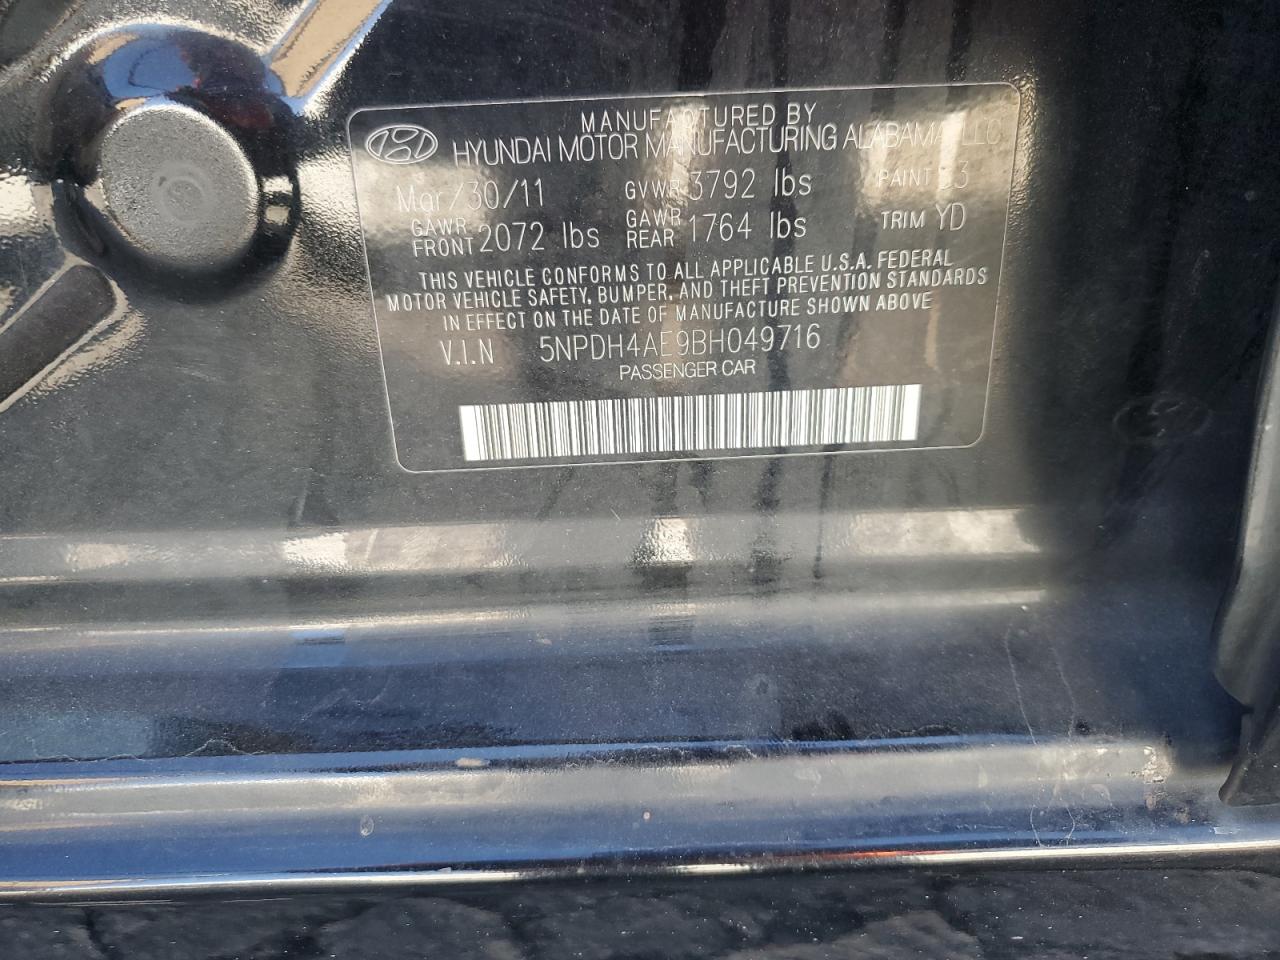 MANUFACTURED BY
HYUNDAI MOTOR MANUFACTURING ALABAMA, LLC
Mar/30/11 GVWR 3792 lbs PAINT
GAWR FRONT 2072 lbs GAWR REAR 1764 lbs TRIM YD
THIS VEHICLE CONFORMS TO ALL APPLICABLE U.S.A. FEDERAL
MOTOR VEHICLE SAFETY, BUMPER, AND THEFT PREVENTION STANDARDS
IN EFFECT ON THE DATE OF MANUFACTURE SHOWN ABOVE
V.I.N 5NPDH4AE9BH049716
PASSENGER CAR